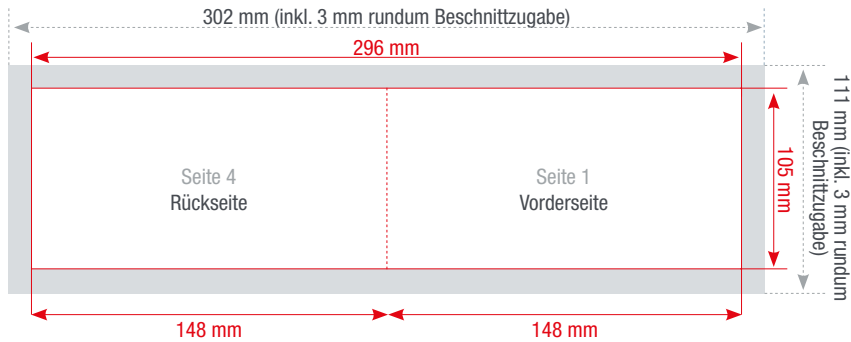 302 mm (inkl. 3 mm rundum Beschnittzugabe)
296 mm
Seite 4
Rückseite
Seite 1
Vorderseite
105 mm
111 mm (inkl. 3 mm rundum
Beschnittzugabe)
148 mm
148 mm